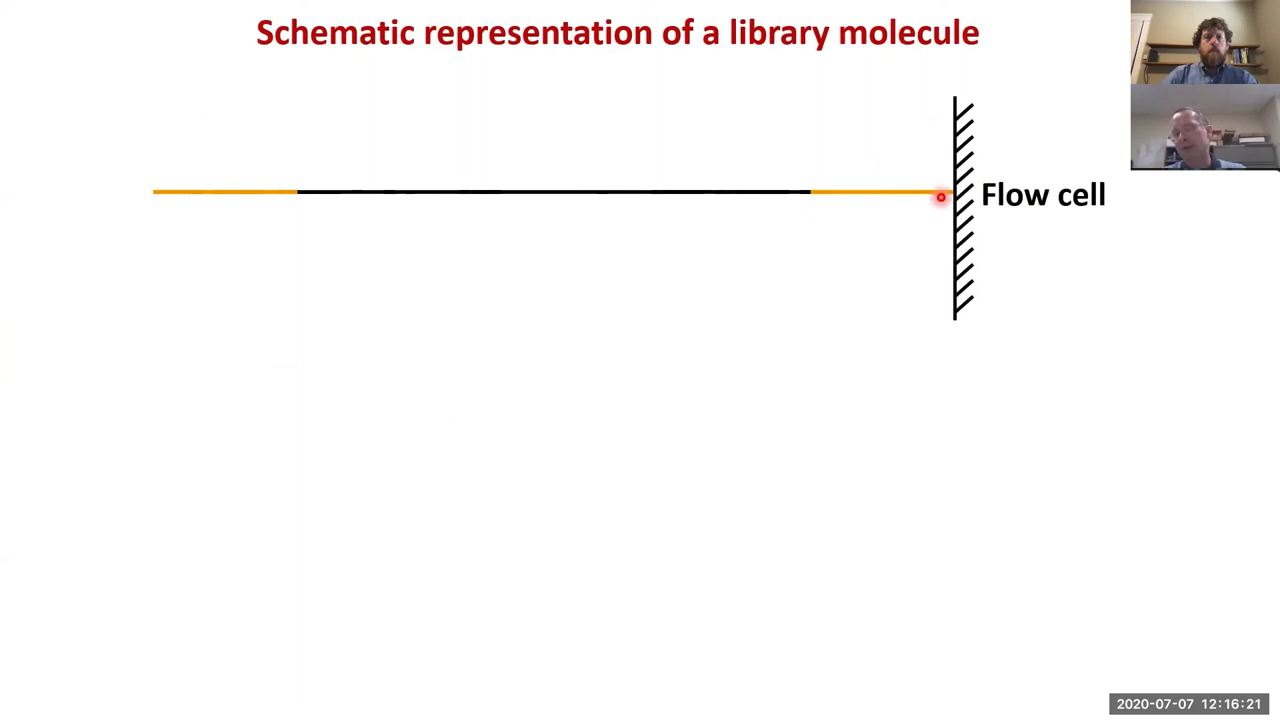 Schematic representation of a library molecule
Flow cell
2020-07-07 12:16:21